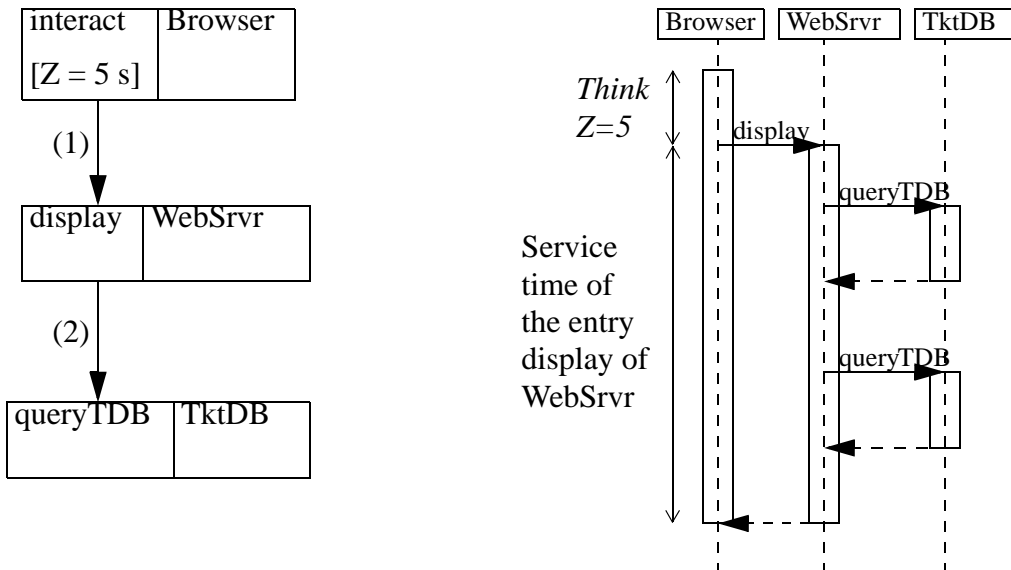 interact
Browser
[Z = 5 s]
(1)
display
WebSrvr
(2)
queryTDB
TktDB
Browser
WebSrvr
TktDB
Think
Z=5
display
queryTDB
Service
time of
the entry
display of
WebSrvr
queryTDB